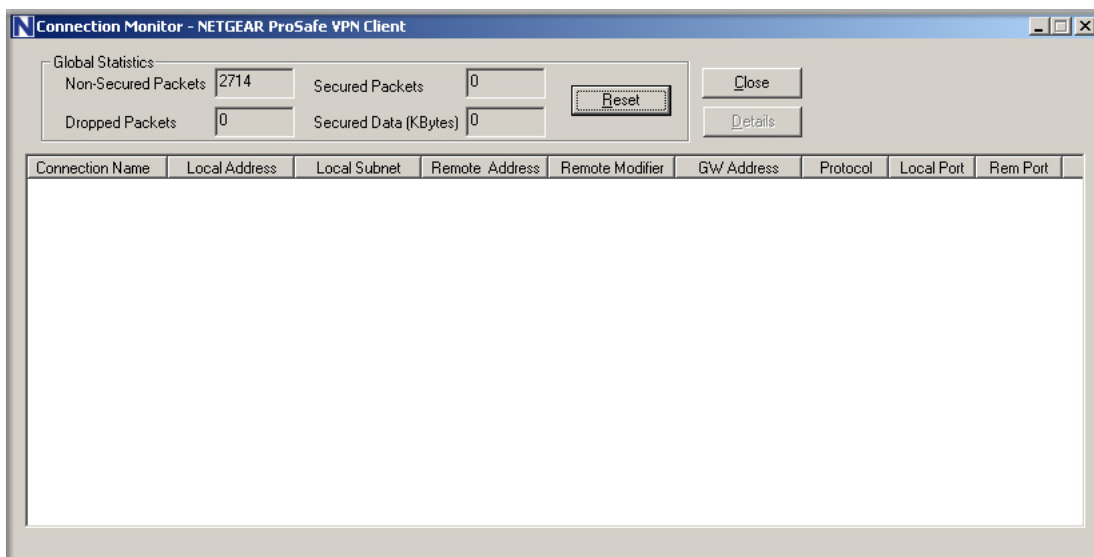 Connection Monitor - NETGEAR ProSafe VPN Client
Global Statistics
Non-Secured Packets 2714 Secured Packets 0
Reset
Close
Dropped Packets 0 Secured Data (KBytes) 0
Details
Connection Name Local Address Local Subnet Remote Address Remote Modifier GW Address Protocol Local Port Rem Port